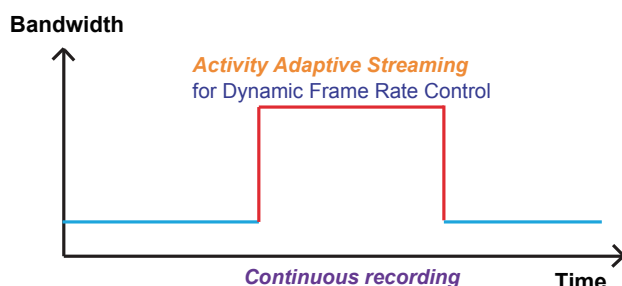 Bandwidth
Activity Adaptive Streaming
for Dynamic Frame Rate Control
Continuous recording
Time